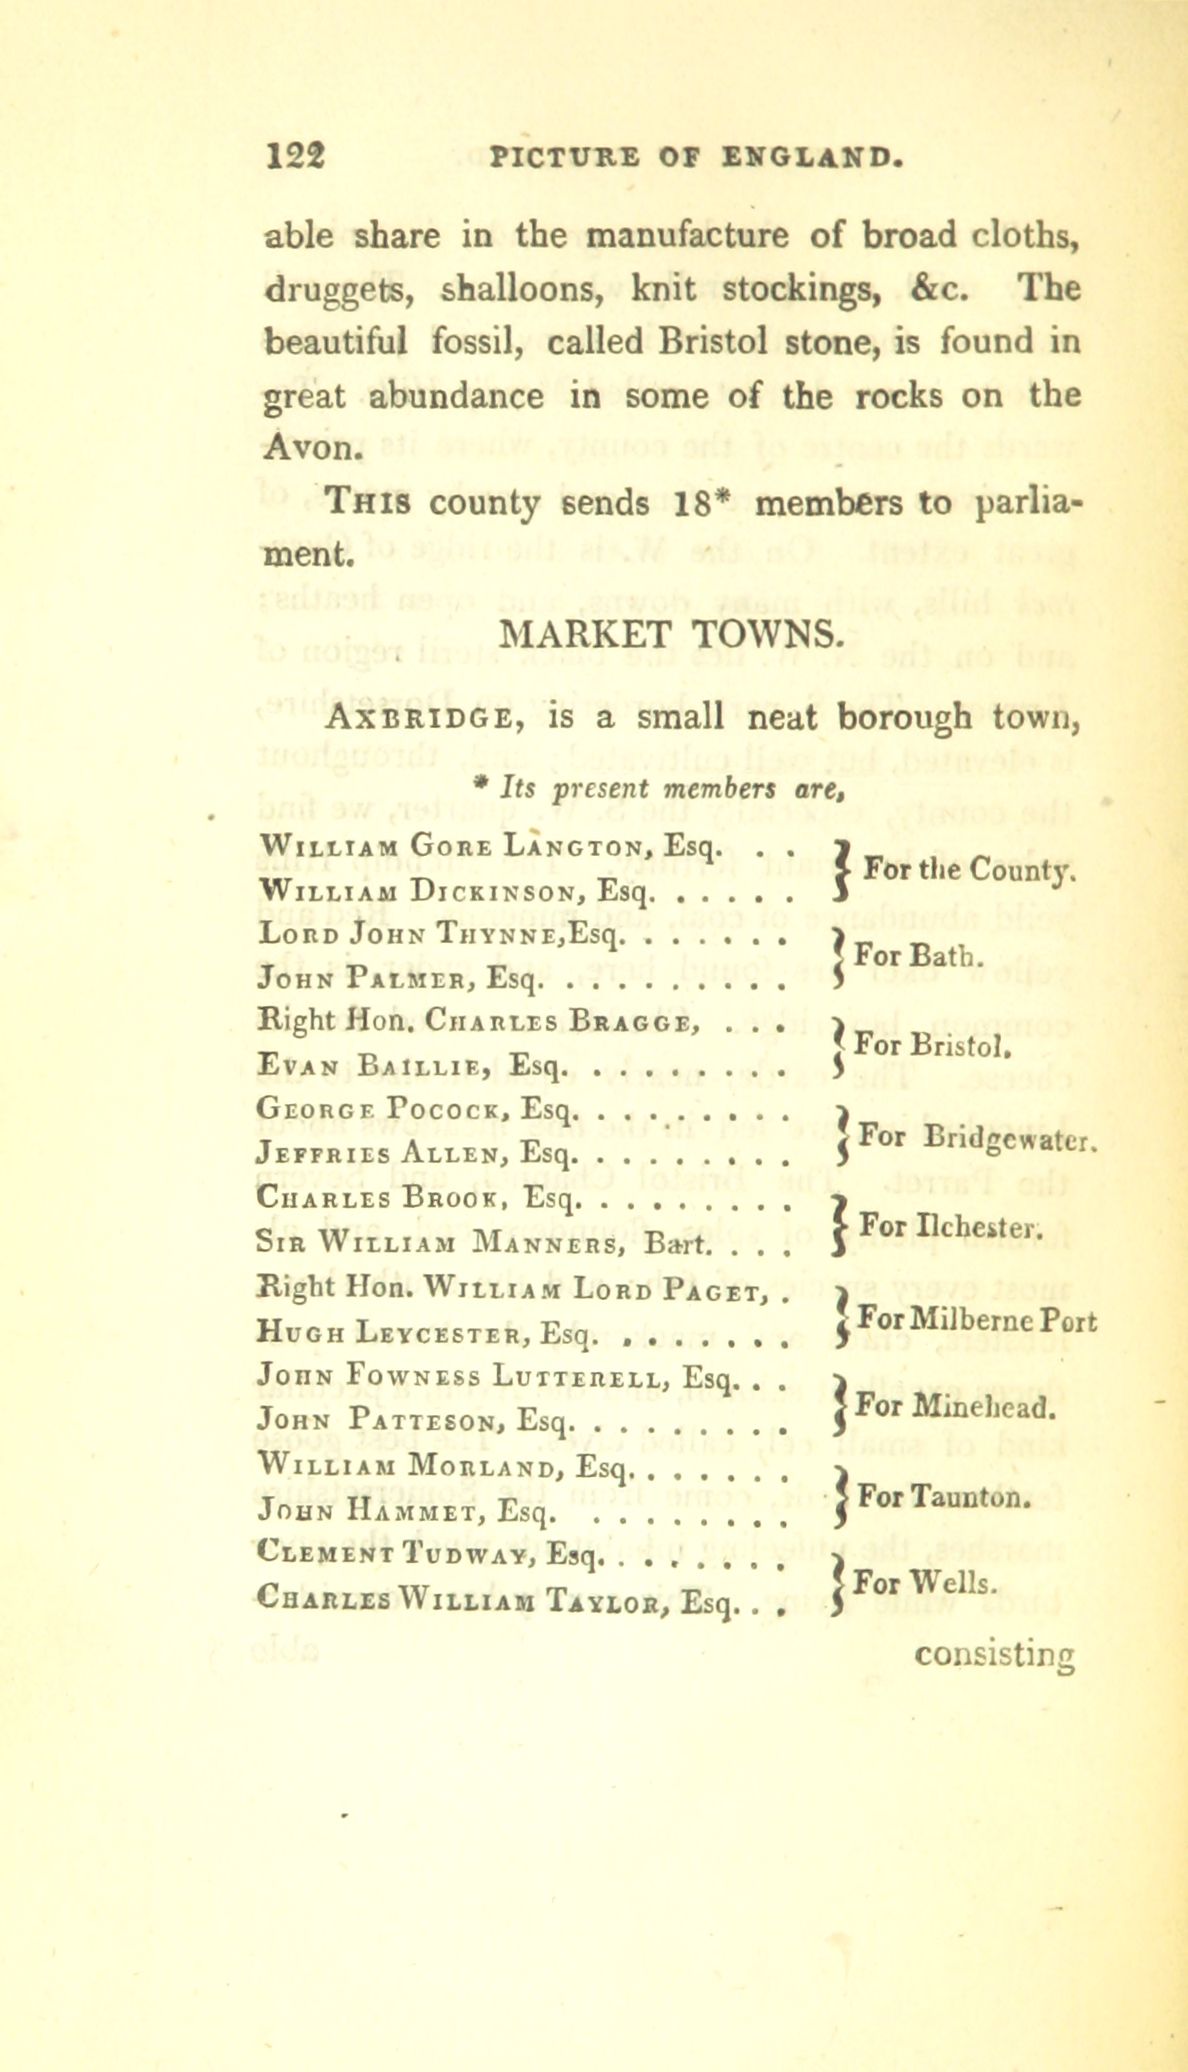 122 PICTURE OF ENGLAND.
able share in the manufacture of broad cloths,
druggets, shalloons, knit stockings, &c. The
beautiful fossil, called Bristol stone, is found in
great abundance in some of the rocks on the
Avon.
THIS county sends 18* members to parlia-
ment.
MARKET TOWNS.
AXBRIDGE, is a small neat borough town,
* Its present members are,
WILLIAM GORE LANGTON, Esq. . .
WILLIAM DICKINSON, Esq. . . . . .
} For the County.
LORD JOHN THYNNE,Esq. . . . . . .
JOHN PALMER, Esq. . . . . . . . . .
} For Bath.
Right Hon. CHARLES BRAGGE, . . .
EVAN BAILLIE, Esq. . . . . . . . .
} For Bristol.
GEORGE POCOCK, Esq. . . . . . . . .
JEFFRIES ALLEN, Esq. . . . . . . . .
} For Bridgewater.
CHARLES BROOK, Esq. . . . . . . . .
SIR WILLIAM MANNERS, Bart. . . .
} For Ilchester.
Right Hon. WILLIAM LORD PAGET, .
HUGH LEYCESTER, Esq. . . . . . . .
} For Milberne Port
JOHN FOWNESS LUTTERELL, Esq. . .
JOHN PATTESON, Esq. . . . . . . . .
} For Minehead.
WILLIAM MORLAND, Esq. . . . . . .
JOHN HAMMET, Esq. . . . . . . . .
} For Taunton.
CLEMENT TUDWAY, Esq. . . . . . . .
CHARLES WILLIAM TAYLOR, Esq. . .
} For Wells.
consisting